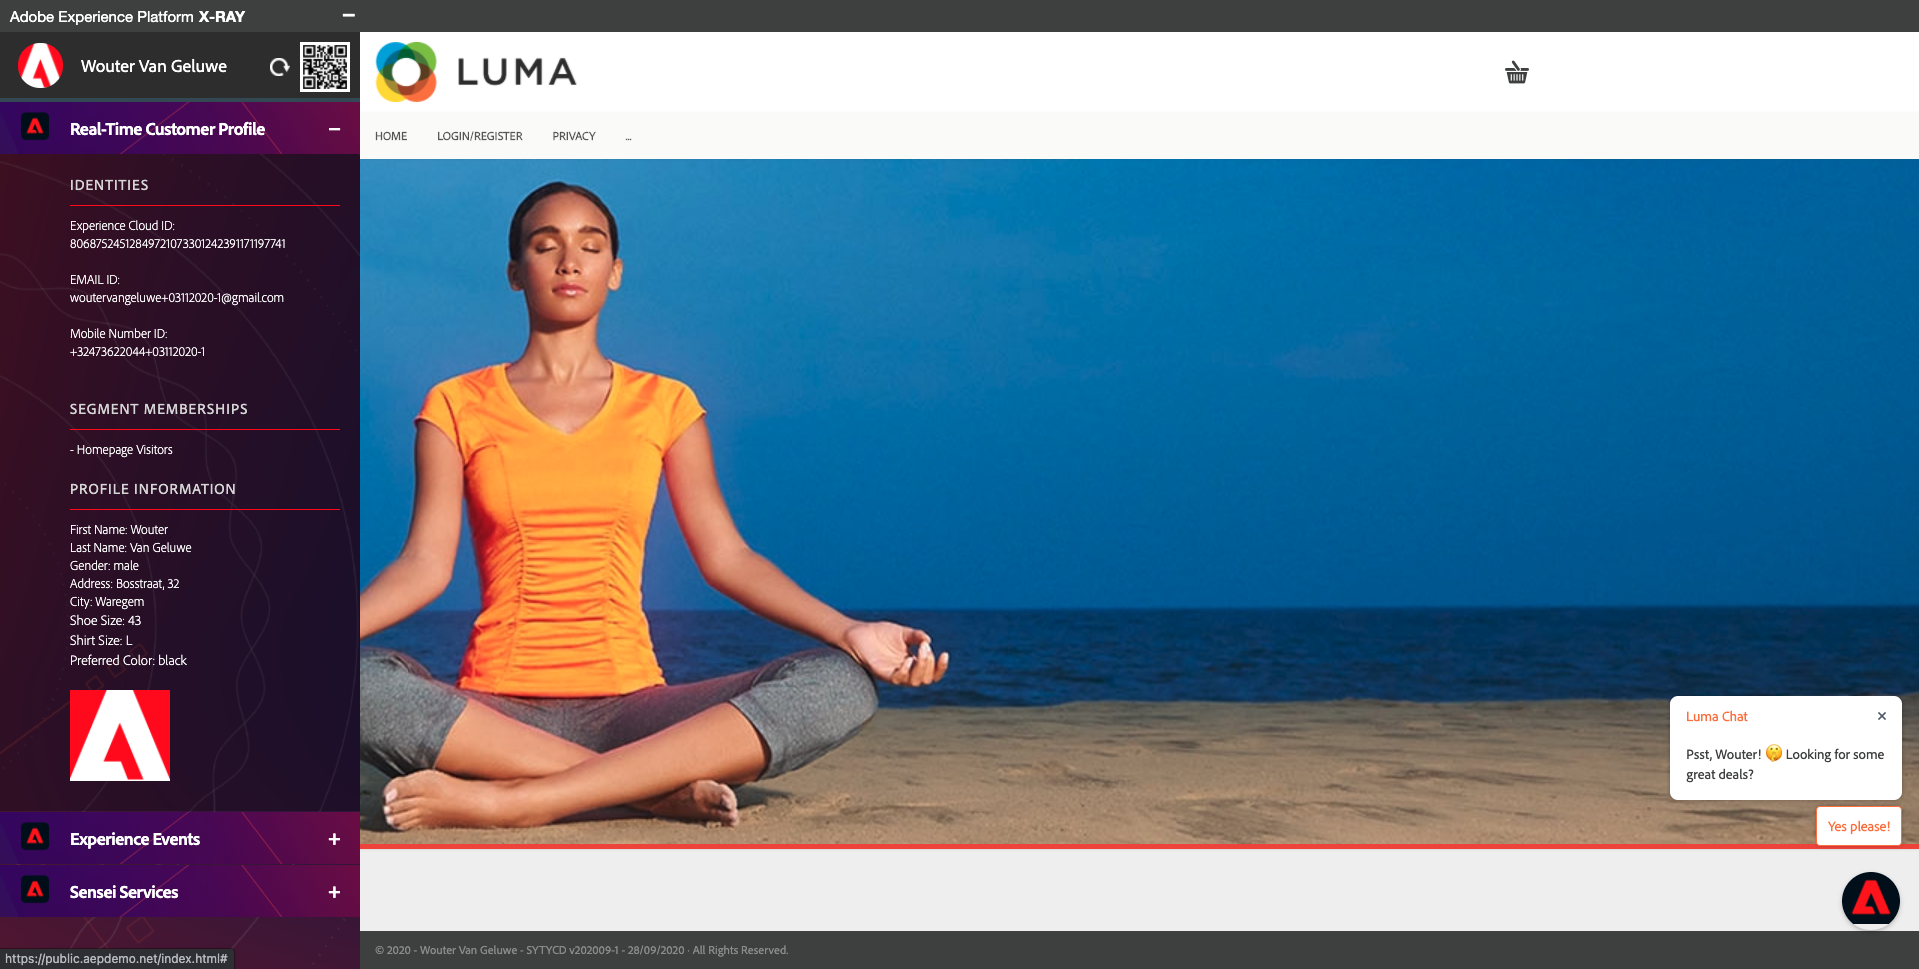 Adobe Experience Platform X-RAY
Wouter Van Geluwe
Real-Time Customer Profile
IDENTITIES
Experience Cloud ID:
80687524512849721073301242391171197741
EMAIL ID:
woutervangeluwe+03112020-1@gmail.com
Mobile Number ID:
+32473622044+03112020-1
SEGMENT MEMBERSHIPS
- Homepage Visitors
PROFILE INFORMATION
First Name: Wouter
Last Name: Van Geluwe
Gender: male
Address: Bosstraat, 32
City: Waregem
Shoe Size: 43
Shirt Size: L
Preferred Color: black
Experience Events
Sensei Services
https://public.aepdemo.net/index.html#
LUMA
HOME LOGIN/REGISTER PRIVACY ...
Luma Chat
Psst, Wouter! 🤫 Looking for some
great deals?
Yes please!
© 2020 - Wouter Van Geluwe - SYTYCD v202009-1 - 28/09/2020 · All Rights Reserved.